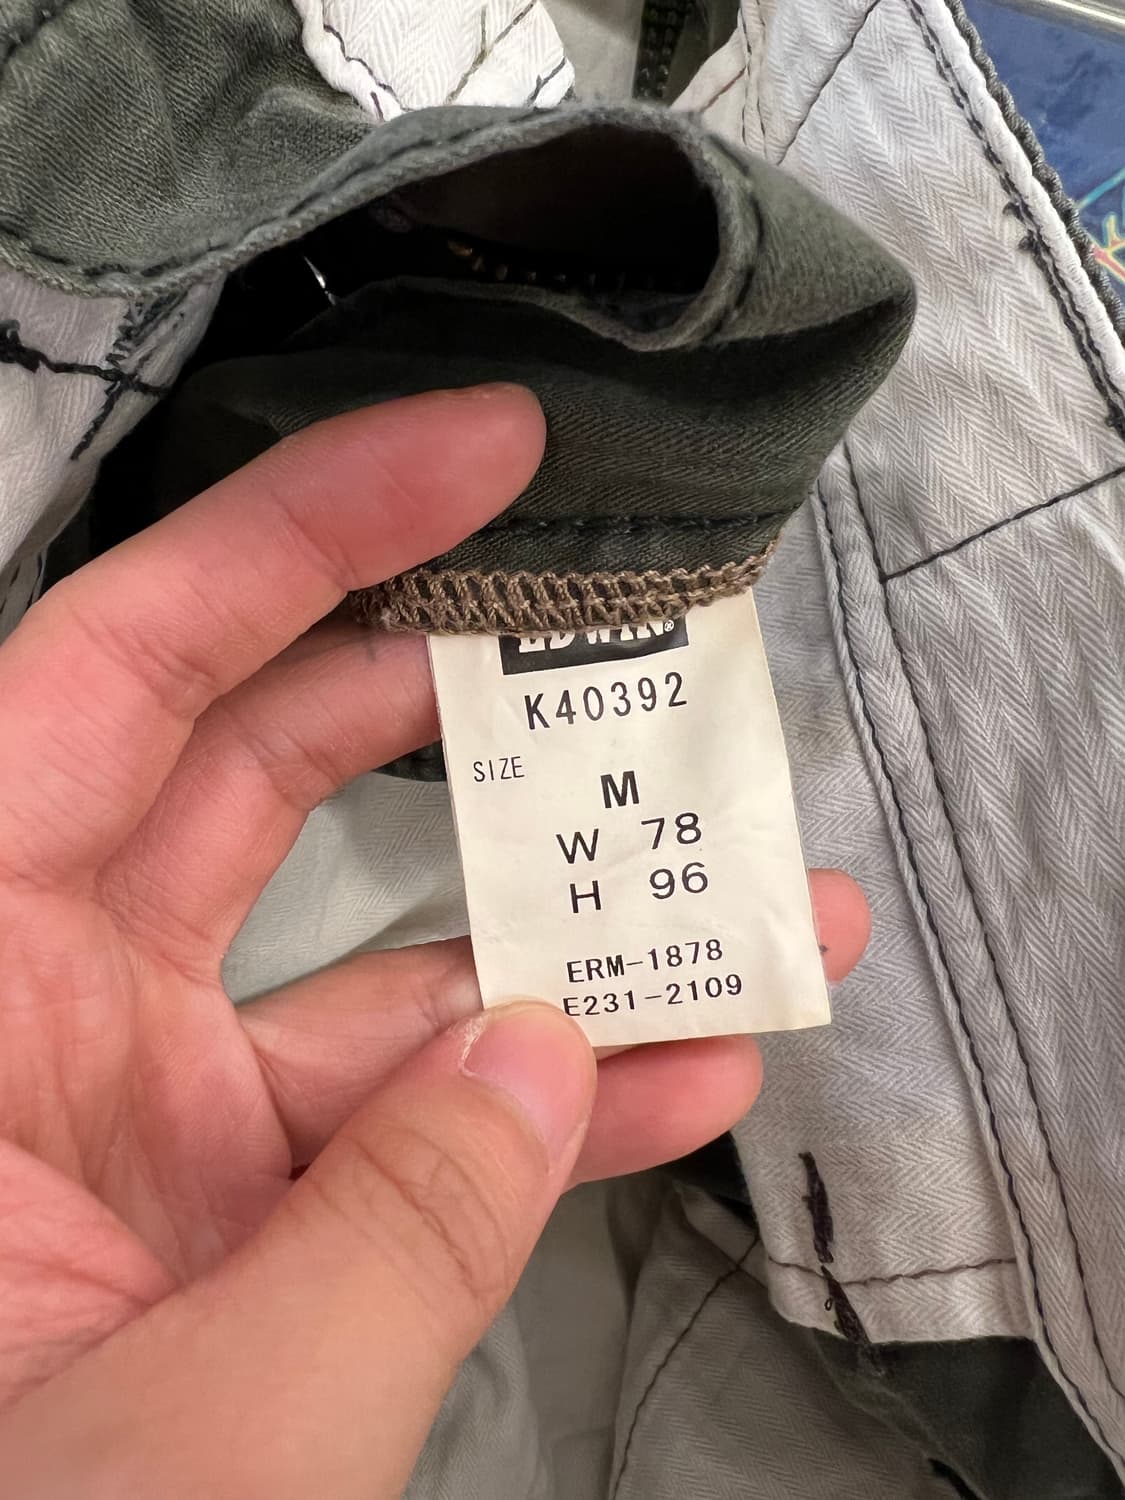 EDWIN®
K40392
SIZE
M
W 78
H 96
ERM-1878
E231-2109